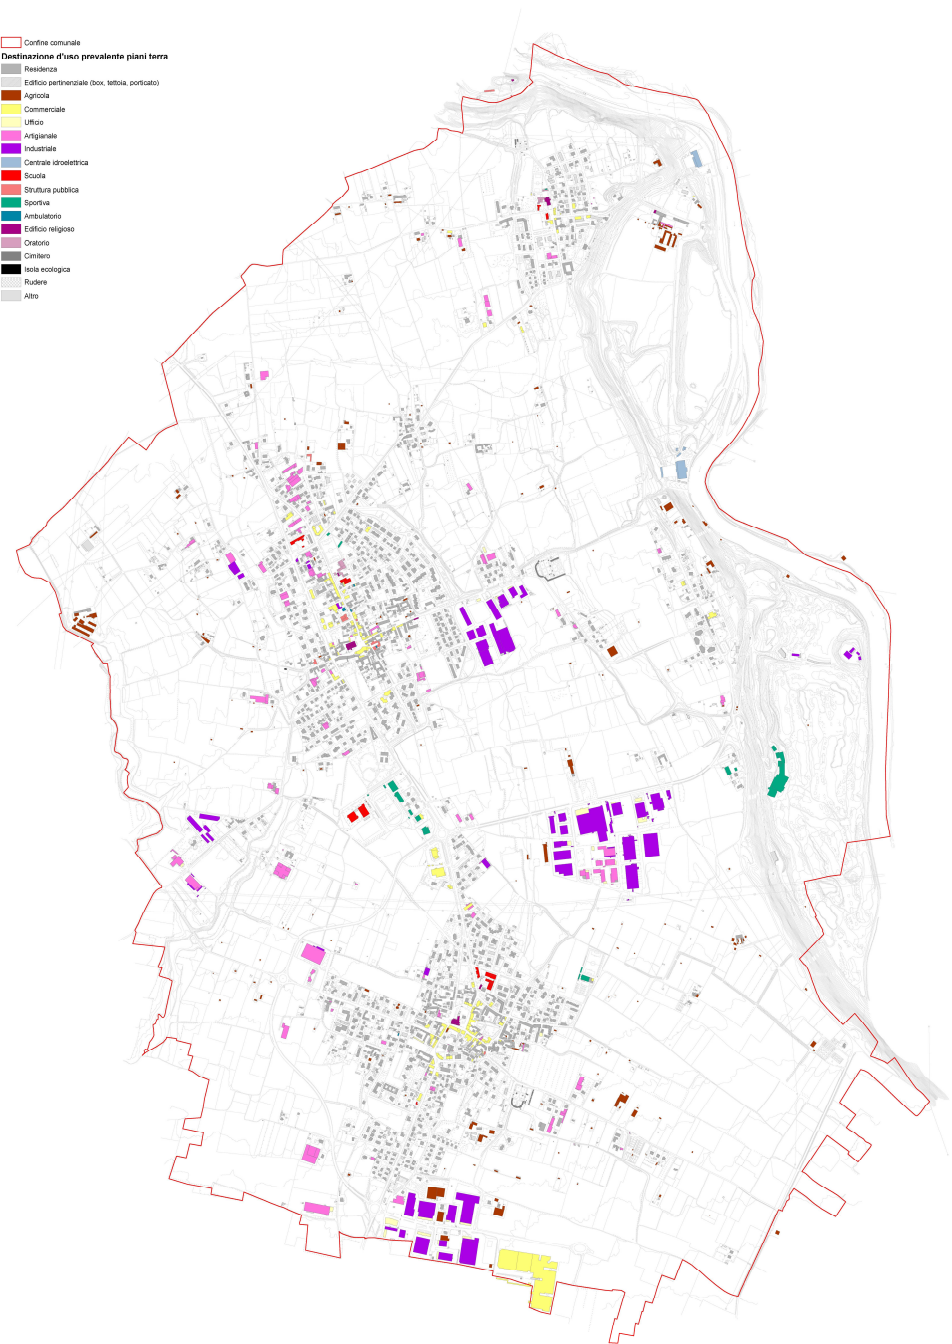 Confine comunale
Destinazione d'uso prevalente piani terra
Residenza
Edificio pertinenziale (box, tettoia, porticato)
Agricola
Commerciale
Ufficio
Artigianale
Industriale
Centrale idroelettrica
Scuola
Struttura pubblica
Sportiva
Ambulatorio
Edificio religioso
Oratorio
Cimitero
Isola ecologica
Rudere
Altro